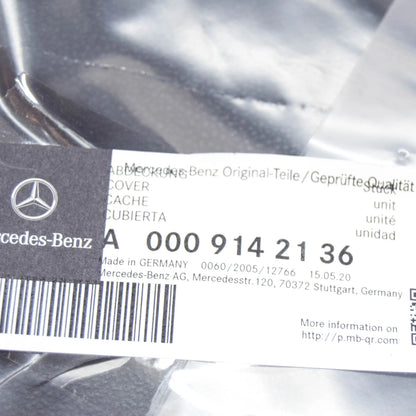 Mercedes-Benz Original-Teile/Geprüfte Qualität
ABDECKUNG Stück
COVER unit
CACHE unité
CUBIERTA unidad
rcedes-Benz
A 000 914 21 36
Made in GERMANY 0060/2005/12766 15.05.20
Mercedes-Benz AG, Mercedesstr.120, 70372 Stuttgart, Germany
More information on
http://p.mb-qr.com/